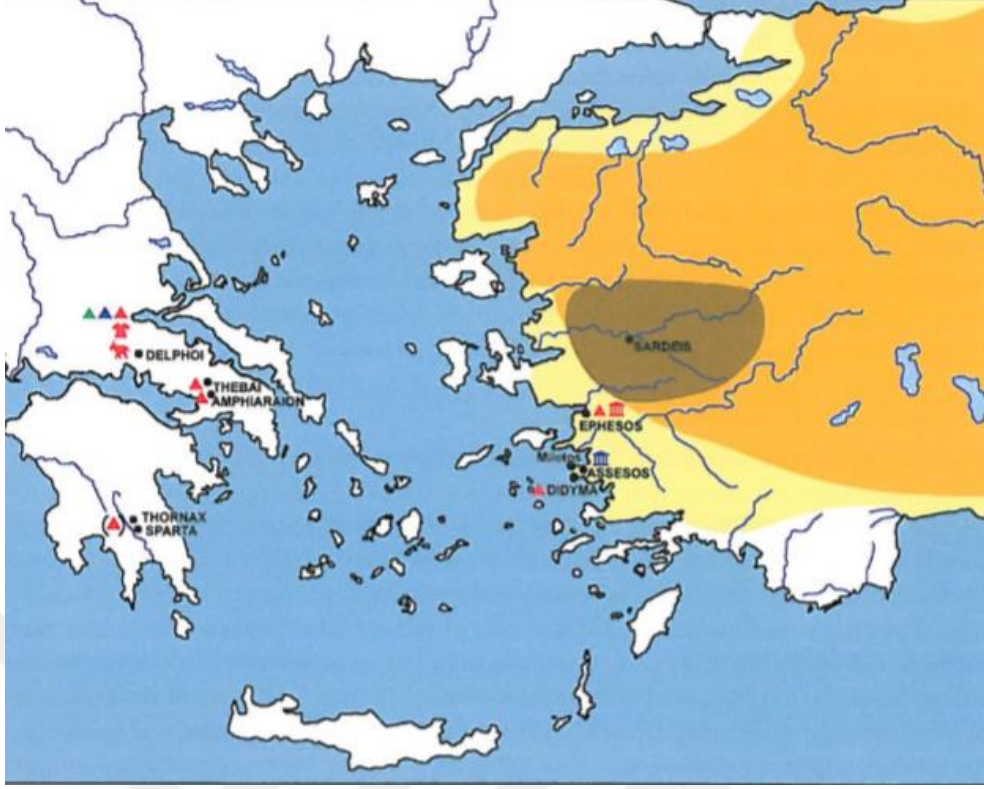 SARDEIS
DELPHOI
THEBAI
AMPHIARAION
EPHESOS
Miletos
ASSESOS
DIDYMA
THORNAX
SPARTA
( )